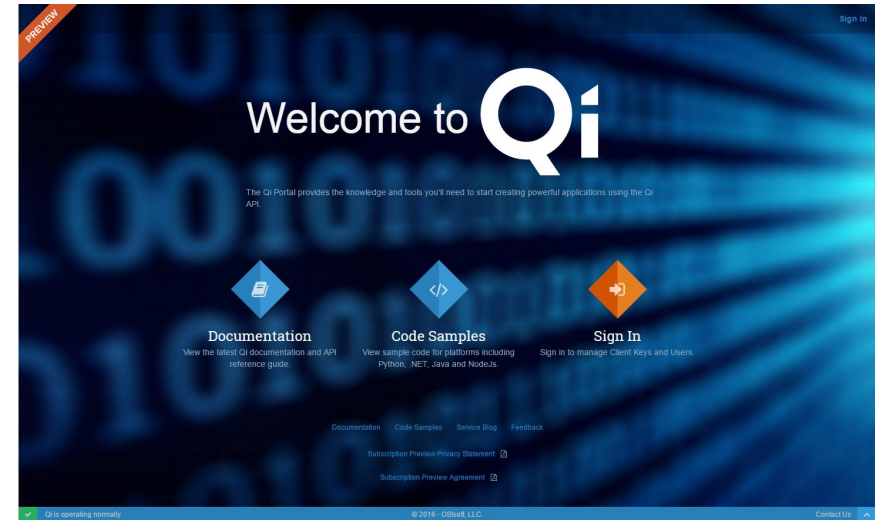 PREVIEW
Sign In
Welcome to Qi
The Qi Portal provides the knowledge and tools you'll need to start creating powerful applications using the Qi
API.
Documentation
View the latest Qi documentation and API
reference guide.
Code Samples
View sample code for platforms including
Python, .NET, Java and NodeJs.
Sign In
Sign in to manage Client Keys and Users.
Documentation Code Samples Service Blog Feedback
Subscription Preview Privacy Statement
Subscription Preview Agreement
Qi is operating normally
© 2016 - OSIsoft, LLC.
Contact Us